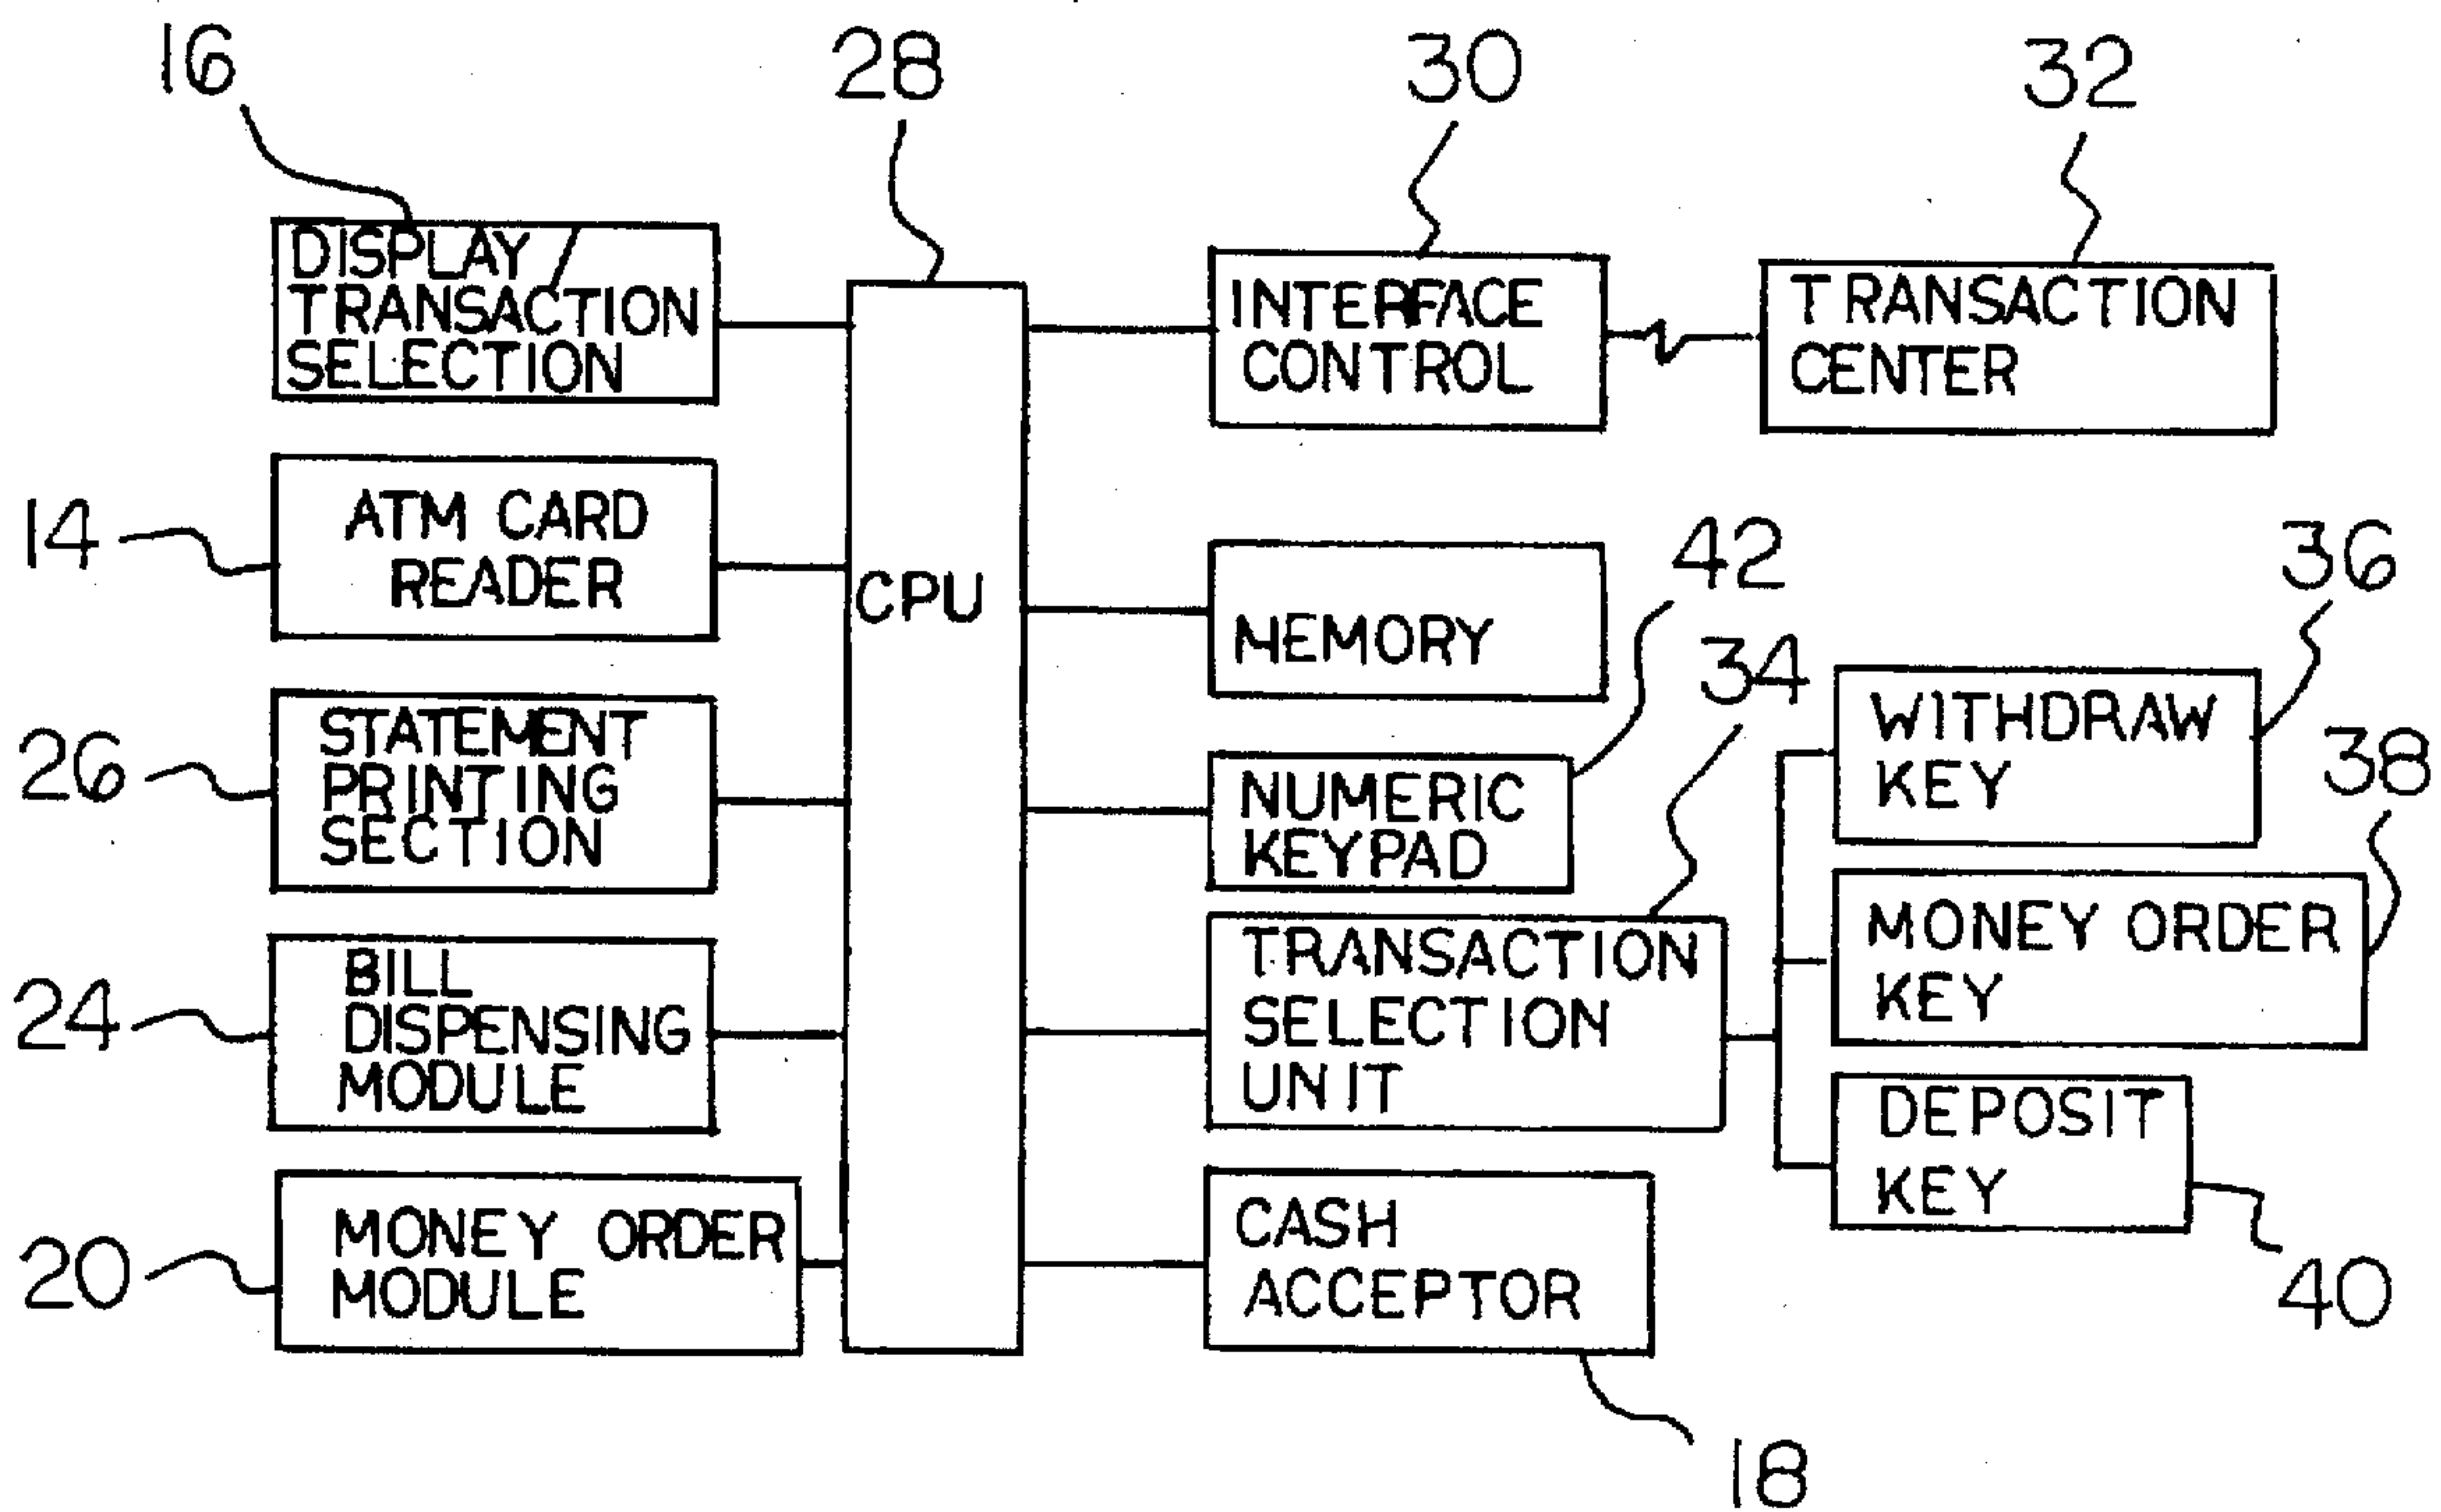 16
28
30
32
DISPLAY /
TRANSACTION
SELECTION
INTERFACE
CONTROL
TRANSACTION
CENTER
14
ATM CARD
READER
CPU
MEMORY
42
34
36
38
26
STATEMENT
PRINTING
SECTION
NUMERIC
KEYPAD
WITHDRAW
KEY
24
BILL
DISPENSING
MODULE
TRANSACTION
SELECTION
UNIT
MONEY ORDER
KEY
DEPOSIT
KEY
40
20
MONEY ORDER
MODULE
CASH
ACCEPTOR
18